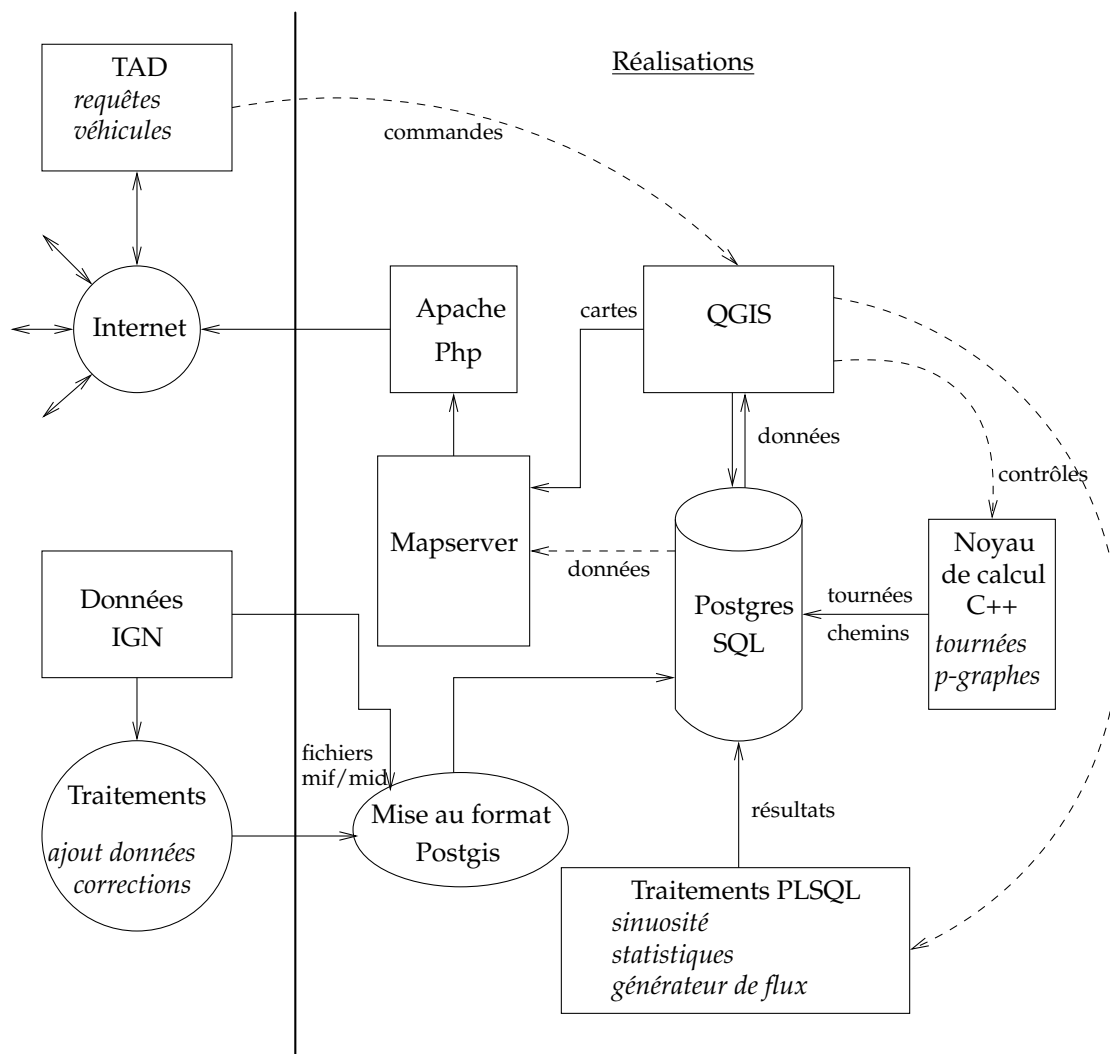 Réalisations
TAD
requêtes
véhicules
commandes
Internet
Apache
Php
cartes
QGIS
données
contrôles
Mapserver
données
Postgres
SQL
tournées
chemins
Noyau
de calcul
C++
tournées
p-graphes
Données
IGN
fichiers
mif/mid
Traitements
ajout données
corrections
Mise au format
Postgis
résultats
Traitements PLSQL
sinuosité
statistiques
générateur de flux